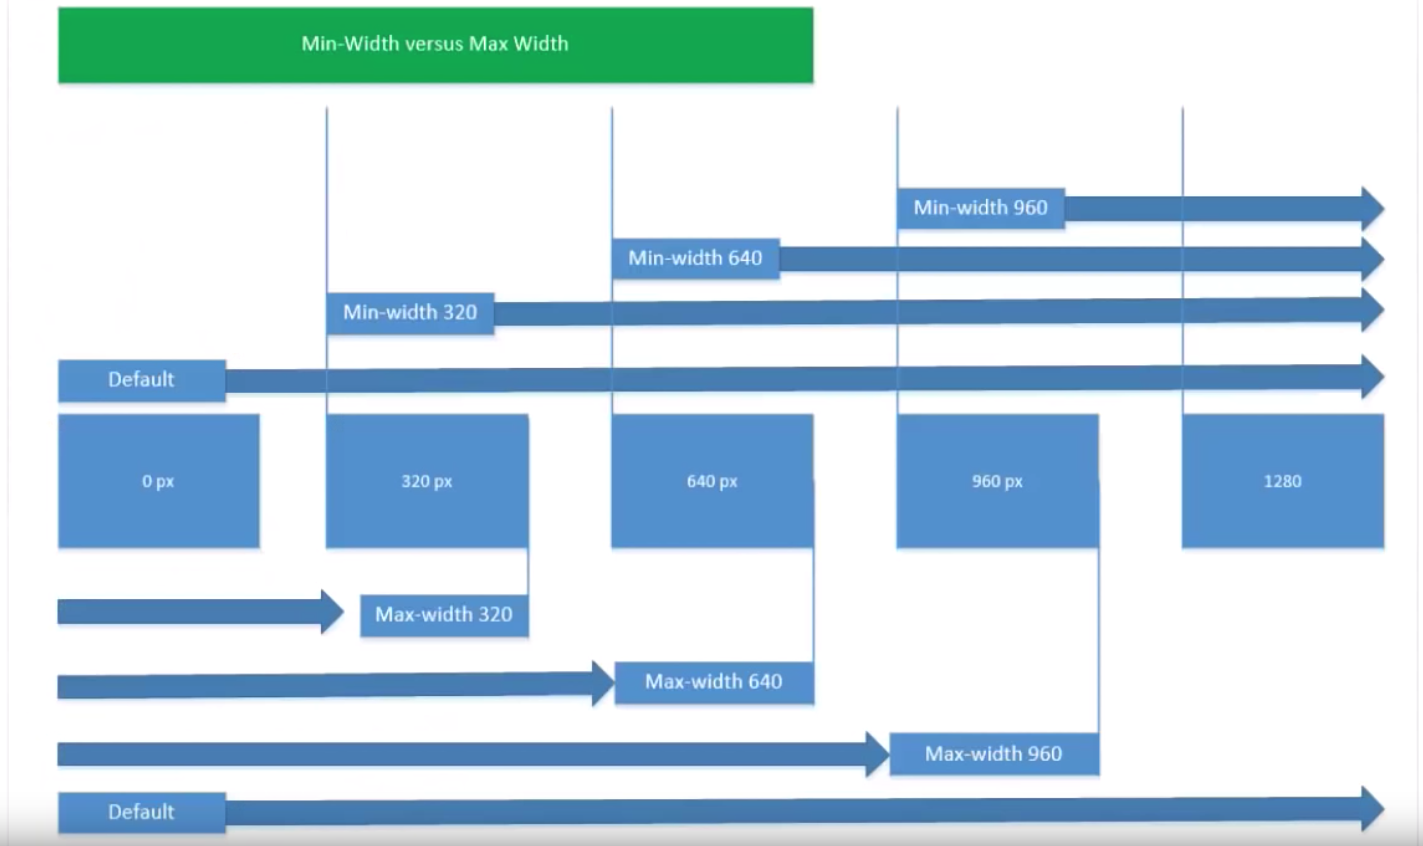 Min-Width versus Max Width
Min-width 960
Min-width 640
Min-width 320
Default
0 px
320 px
640 px
960 px
1280
Max-width 320
Max-width 640
Max-width 960
Default